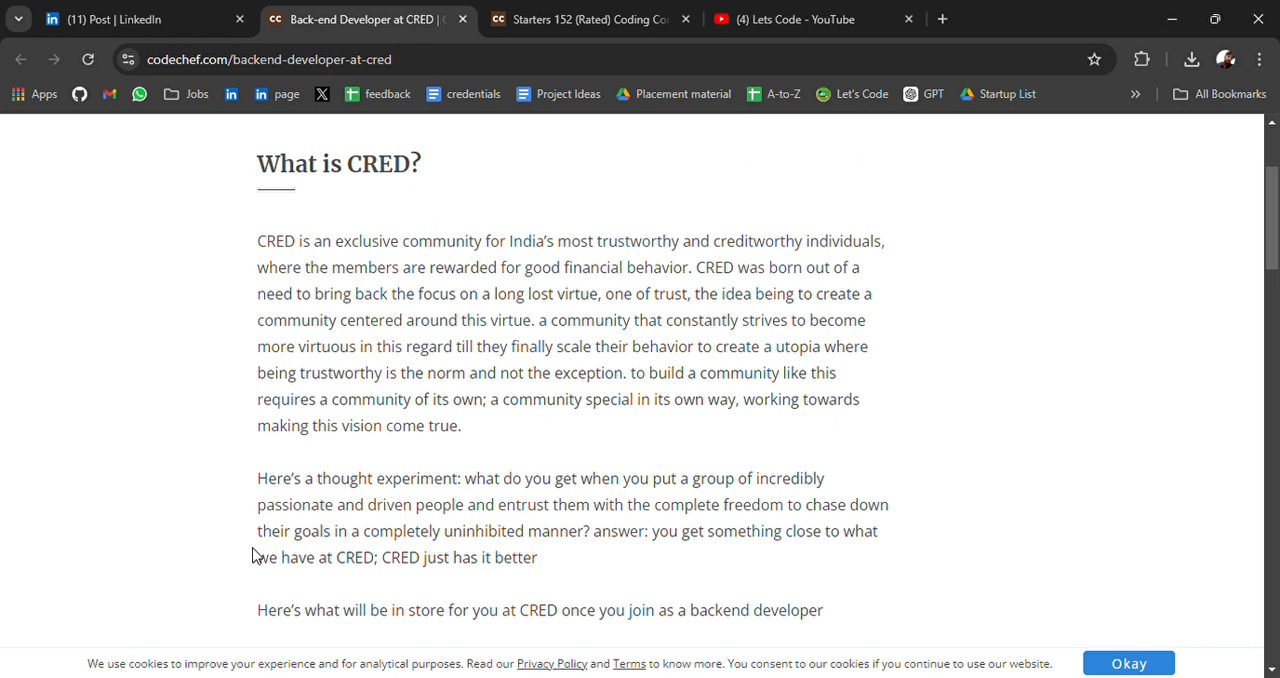 (11) Post | LinkedIn
Back-end Developer at CRED | C
Starters 152 (Rated) Coding Co
(4) Lets Code - YouTube
codechef.com/backend-developer-at-cred
Apps
Jobs
page
feedback
credentials
Project Ideas
Placement material
A-to-Z
Let's Code
GPT
Startup List
All Bookmarks
What is CRED?
CRED is an exclusive community for India’s most trustworthy and creditworthy individuals,
where the members are rewarded for good financial behavior. CRED was born out of a
need to bring back the focus on a long lost virtue, one of trust, the idea being to create a
community centered around this virtue. a community that constantly strives to become
more virtuous in this regard till they finally scale their behavior to create a utopia where
being trustworthy is the norm and not the exception. to build a community like this
requires a community of its own; a community special in its own way, working towards
making this vision come true.
Here’s a thought experiment: what do you get when you put a group of incredibly
passionate and driven people and entrust them with the complete freedom to chase down
their goals in a completely uninhibited manner? answer: you get something close to what
we have at CRED; CRED just has it better
Here’s what will be in store for you at CRED once you join as a backend developer
We use cookies to improve your experience and for analytical purposes. Read our Privacy Policy and Terms to know more. You consent to our cookies if you continue to use our website.
Okay